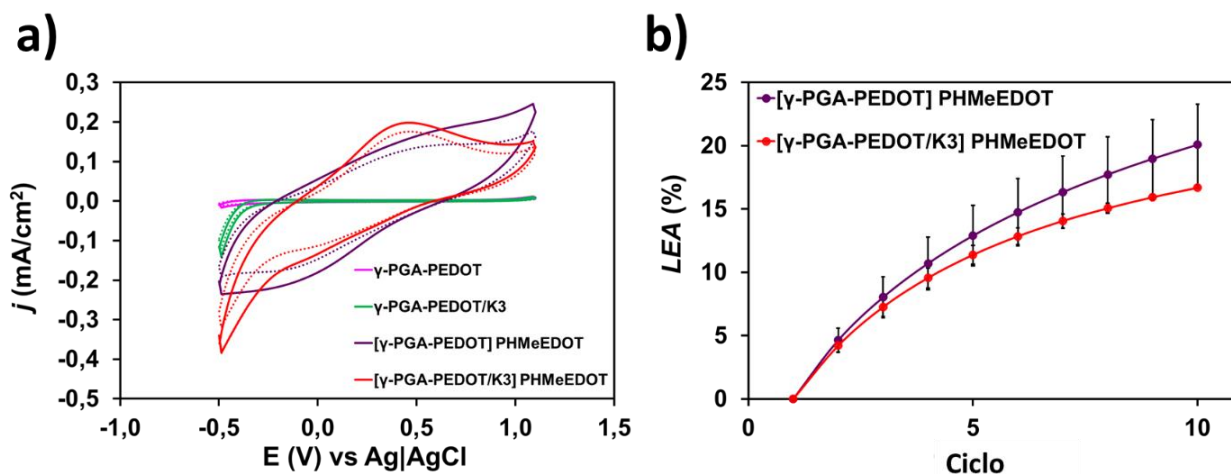 a)
j (mA/cm²)
0,3
0,2
0,1
0,0
-0,1
-0,2
-0,3
-0,4
-0,5
-1,0
-0,5
0,0
0,5
1,0
E (V) vs Ag|AgCl
γ-PGA-PEDOT
γ-PGA-PEDOT/K3
[γ-PGA-PEDOT] PHMeEDOT
[γ-PGA-PEDOT/K3] PHMeEDOT
b)
LEA (%)
25
20
15
10
5
0
0
5
10
Ciclo
[γ-PGA-PEDOT] PHMeEDOT
[γ-PGA-PEDOT/K3] PHMeEDOT